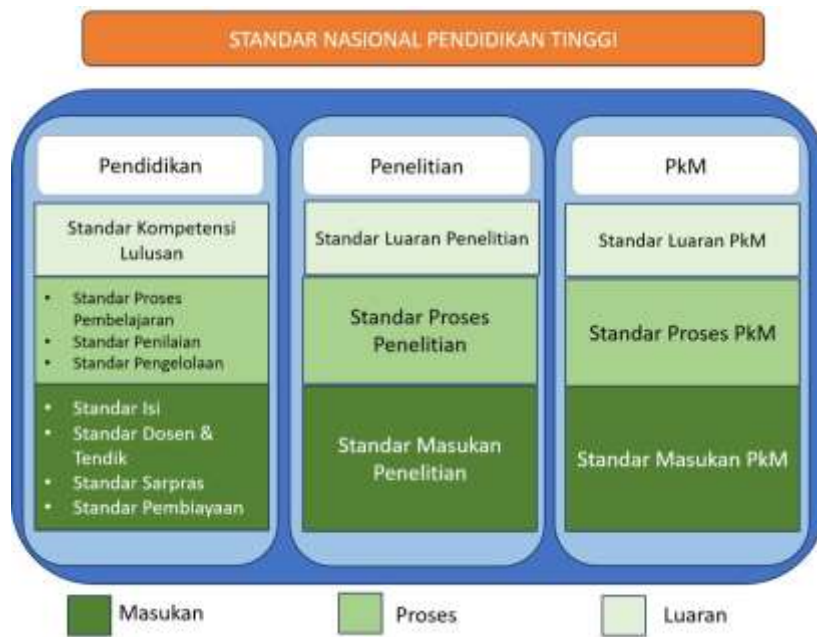 STANDAR NASIONAL PENDIDIKAN TINGGI
Pendidikan
Standar Kompetensi
Lulusan
• Standar Proses
Pembelajaran
• Standar Penilaian
• Standar Pengelolaan
• Standar Isi
• Standar Dosen &
Tendik
• Standar Sarpras
• Standar Pembiayaan
Penelitian
Standar Luaran Penelitian
Standar Proses
Penelitian
Standar Masukan
Penelitian
PkM
Standar Luaran PkM
Standar Proses PkM
Standar Masukan PkM
Masukan
Proses
Luaran